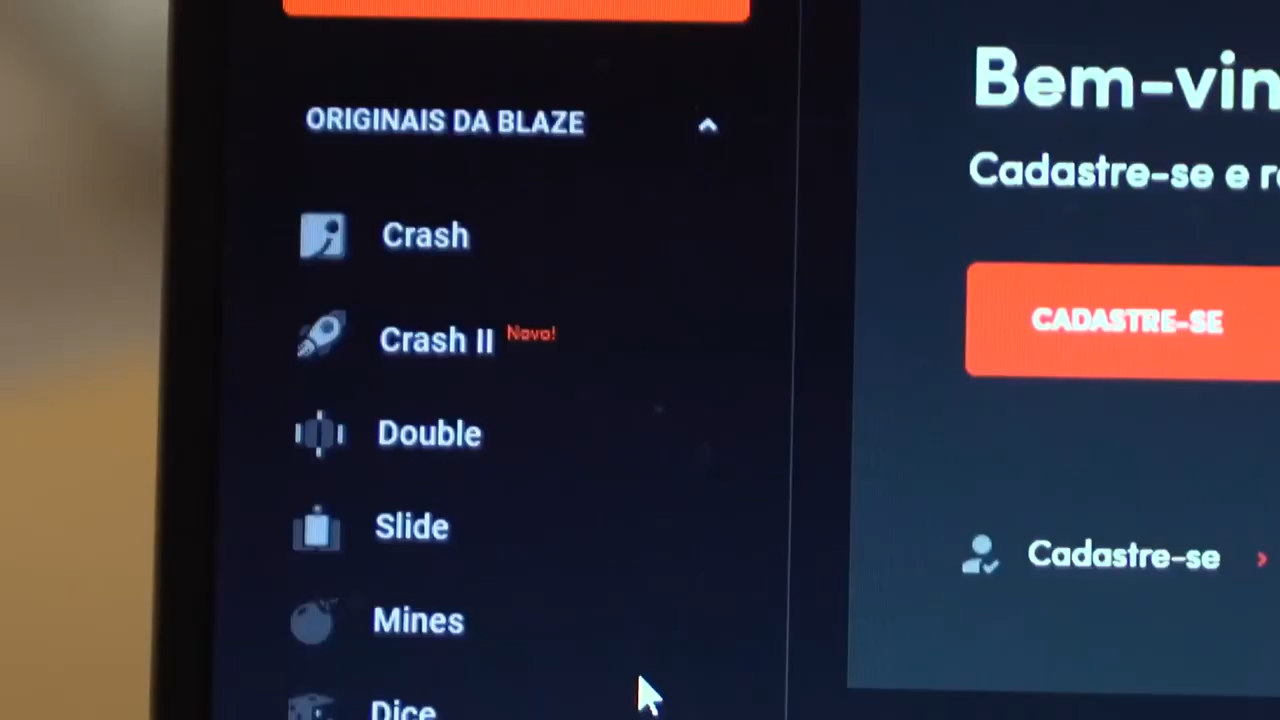 ORIGINAIS DA BLAZE
Crash
Crash II Novo!
Double
Slide
Mines
Dice
Bem-vin
Cadastre-se e r
CADASTRE-SE
Cadastre-se